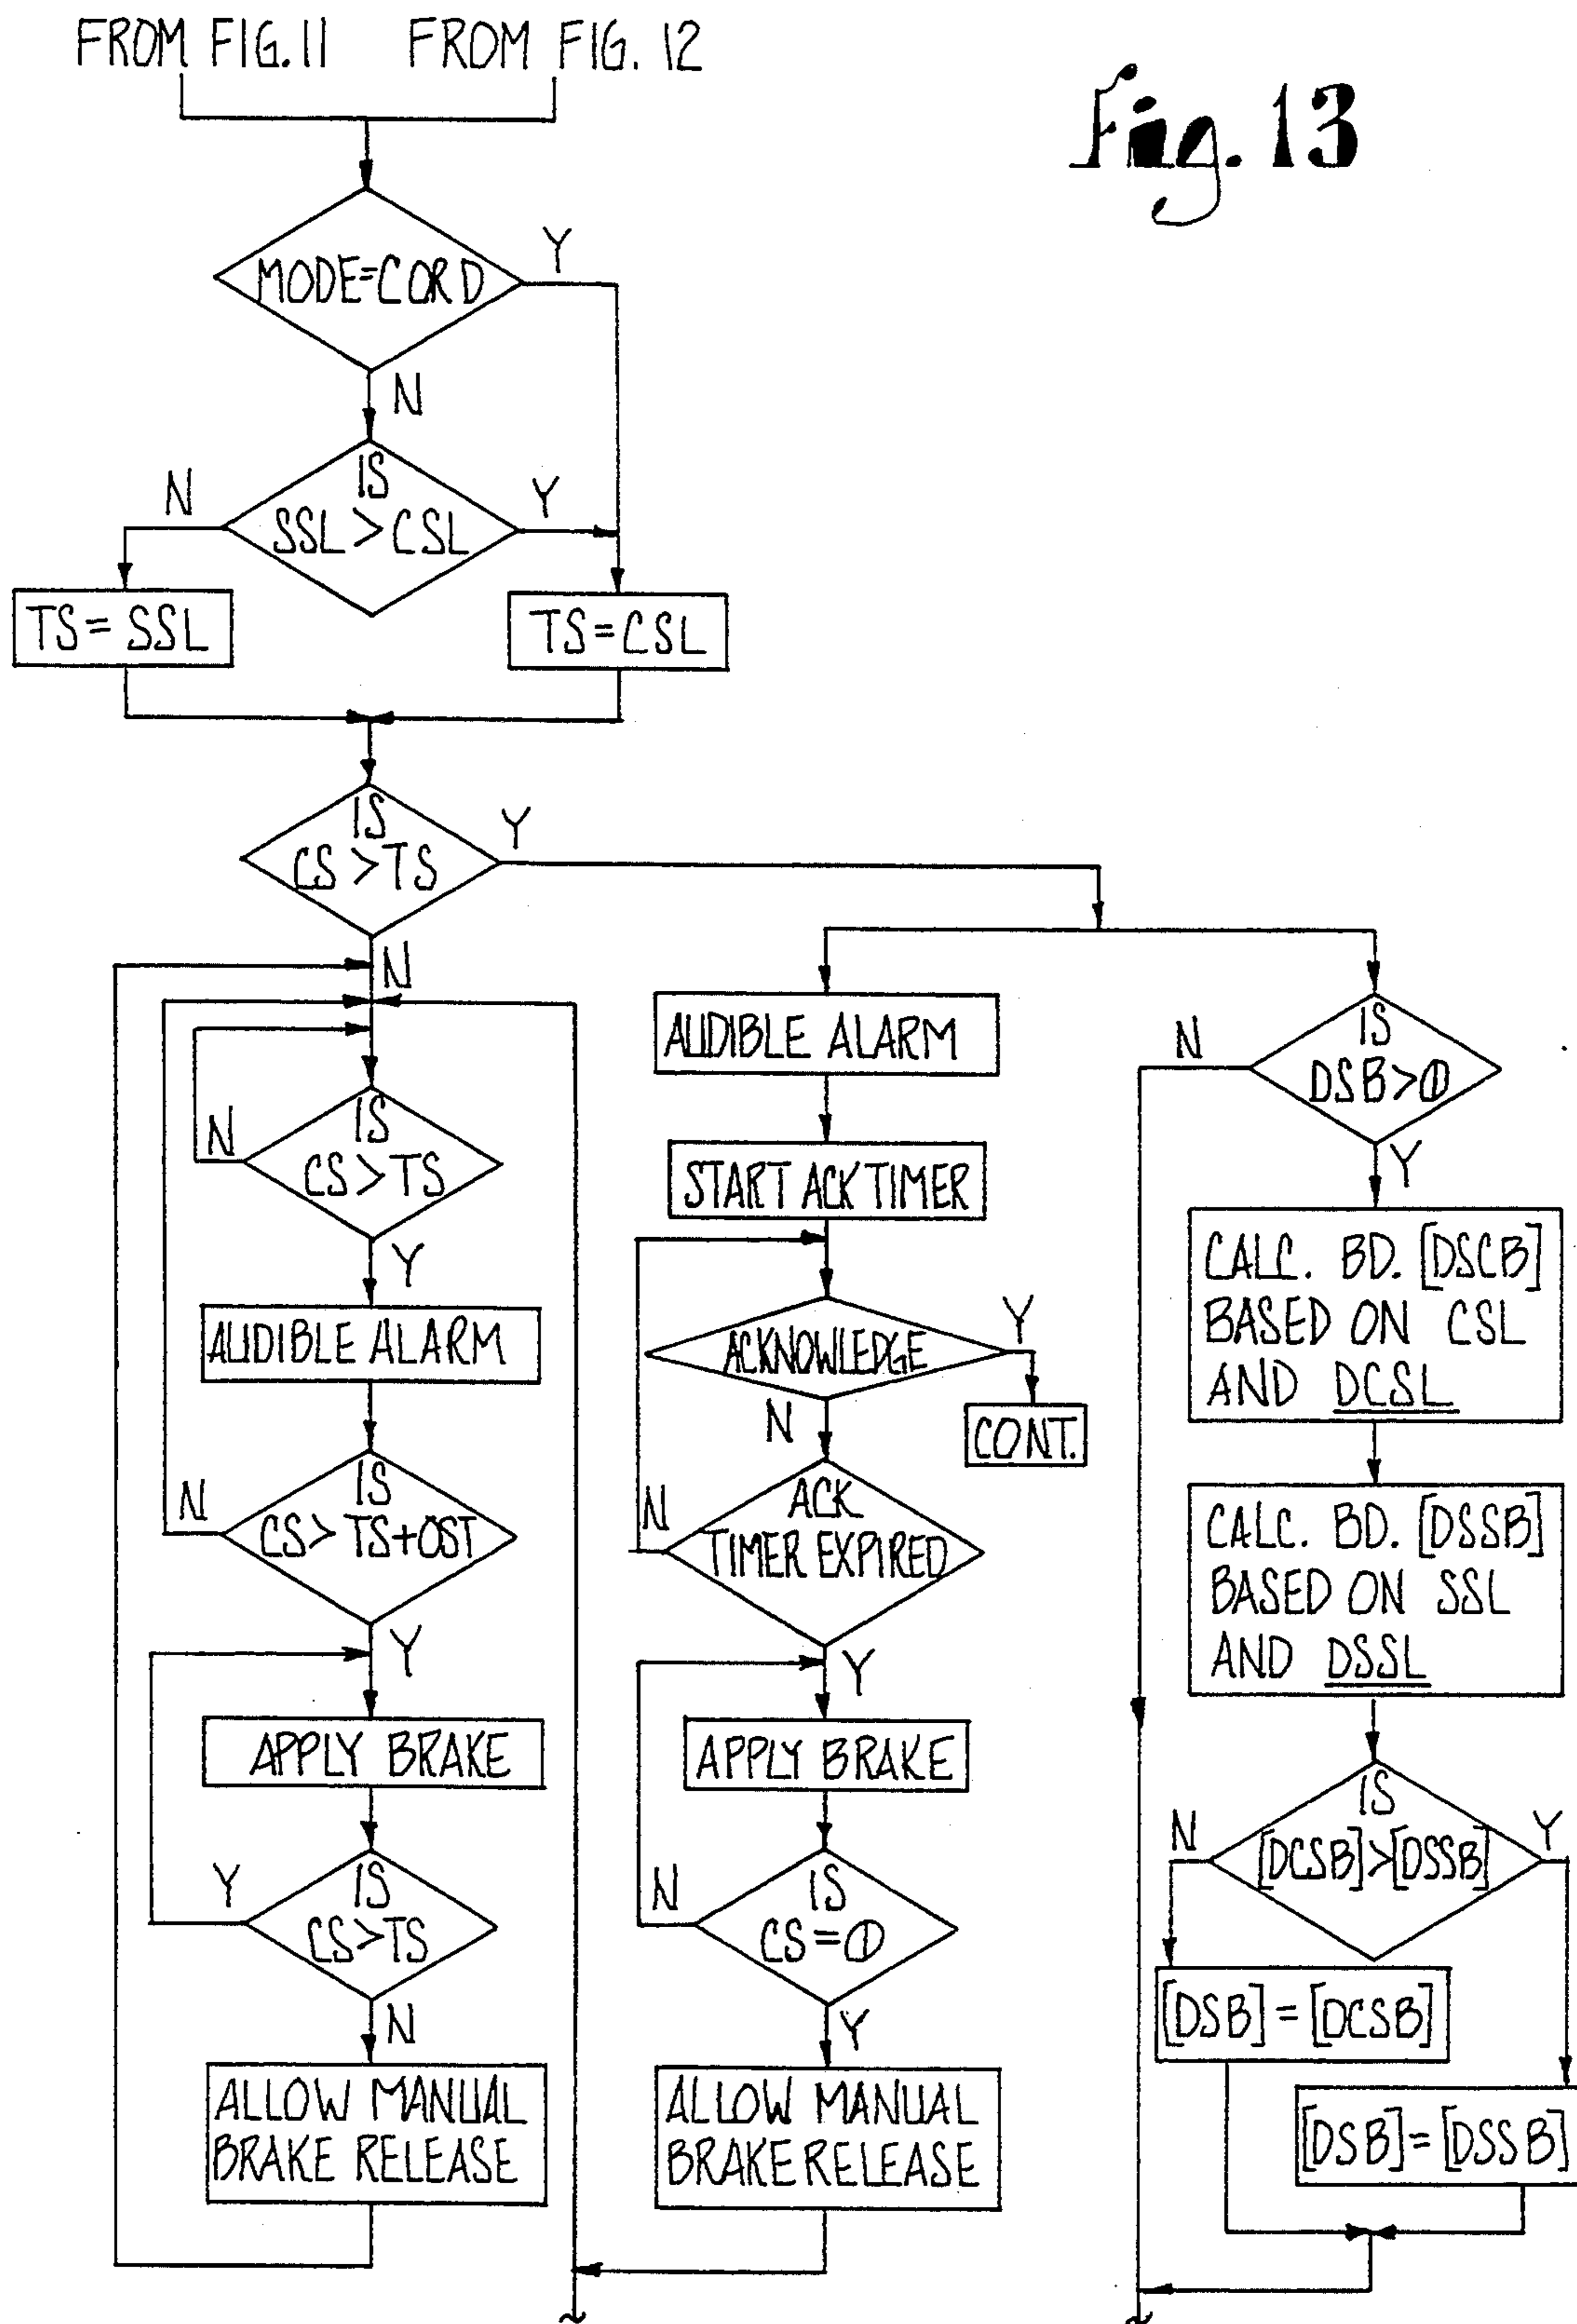 FROM FIG. 11 FROM FIG. 12
Fig. 13
MODE=CORD
Y
N
IS
SSL > CSL
N
Y
TS = SSL
TS = CSL
IS
CS > TS
Y
N
IS
CS > TS
N
Y
AUDIBLE ALARM
IS
CS > TS+OST
N
Y
APPLY BRAKE
IS
CS>TS
Y
N
ALLOW MANUAL
BRAKE RELEASE
AUDIBLE ALARM
START ACK TIMER
ACKNOWLEDGE
Y
CONT.
N
ACK
TIMER EXPIRED
N
Y
APPLY BRAKE
IS
CS = 0
N
Y
ALLOW MANUAL
BRAKE RELEASE
IS
DSB>0
N
Y
CALC. BD. [DSCB]
BASED ON CSL
AND DCSL
CALC. BD. [DSSB]
BASED ON SSL
AND DSSL
IS
[DCSB]>[DSSB]
N
Y
[DSB] = [DCSB]
[DSB] = [DSSB]